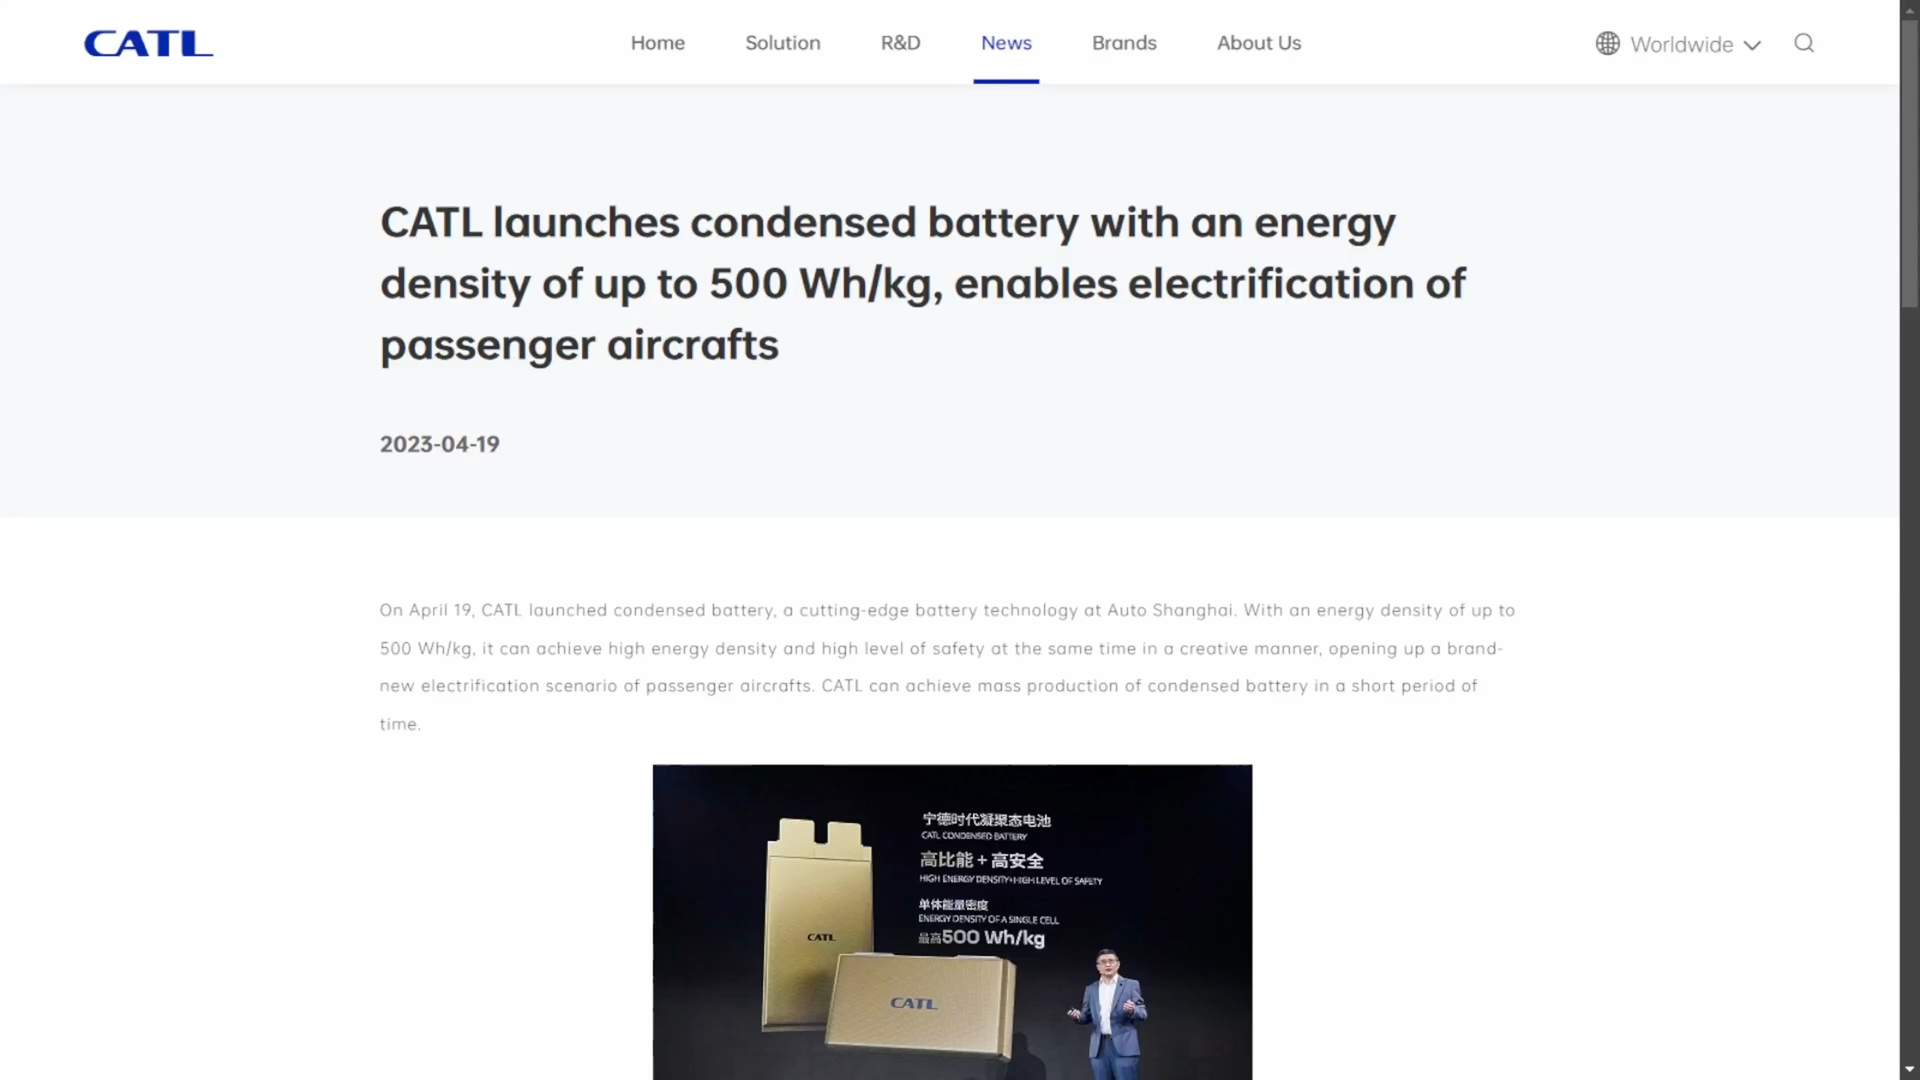 CATL
Home
Solution
R&D
News
Brands
About Us
Worldwide
CATL launches condensed battery with an energy
density of up to 500 Wh/kg, enables electrification of
passenger aircrafts
2023-04-19
On April 19, CATL launched condensed battery, a cutting-edge battery technology at Auto Shanghai. With an energy density of up to
500 Wh/kg, it can achieve high energy density and high level of safety at the same time in a creative manner, opening up a brand-
new electrification scenario of passenger aircrafts. CATL can achieve mass production of condensed battery in a short period of
time.
宁德时代凝聚态电池
CATL CONDENSED BATTERY
高比能+高安全
HIGH ENERGY DENSITY+HIGH LEVEL OF SAFETY
单体能量密度
ENERGY DENSITY OF A SINGLE CELL
最高500 Wh/kg
CATL
CATL